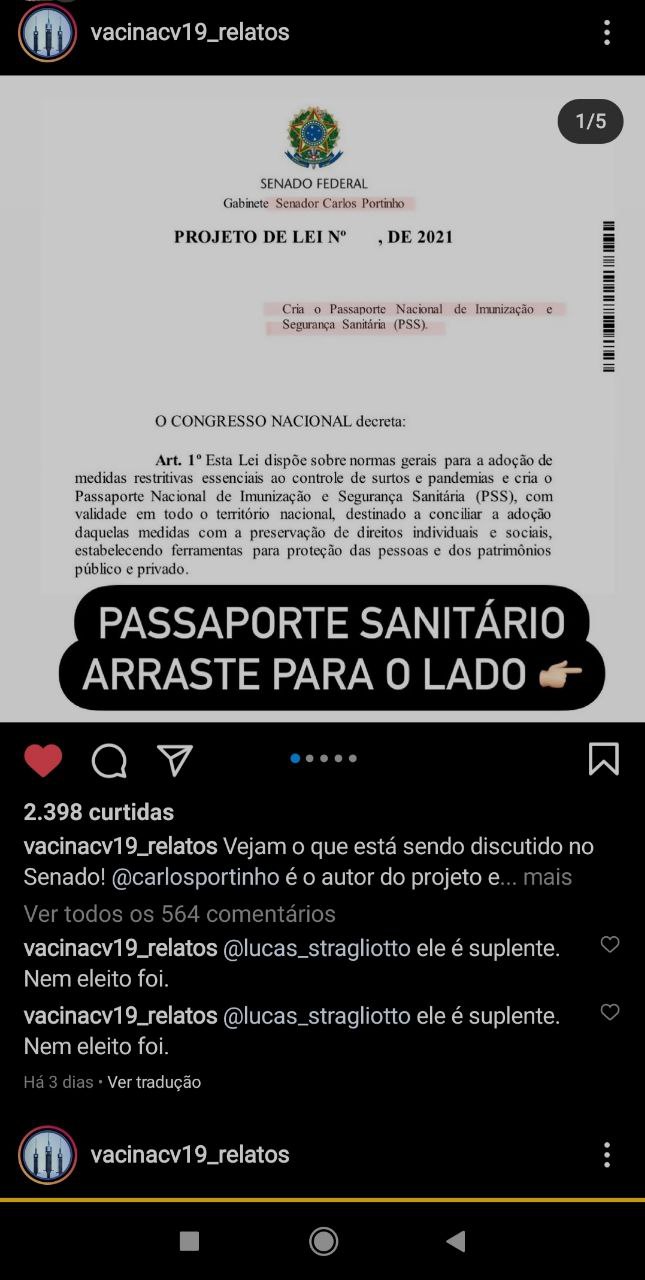 vacinacv19_relatos
1/5
SENADO FEDERAL
Gabinete Senador Carlos Portinho
PROJETO DE LEI Nº , DE 2021
Cria o Passaporte Nacional de Imunização e
Segurança Sanitária (PSS).
O CONGRESSO NACIONAL decreta:
Art. 1º Esta Lei dispõe sobre normas gerais para a adoção de
medidas restritivas essenciais ao controle de surtos e pandemias e cria o
Passaporte Nacional de Imunização e Segurança Sanitária (PSS), com
validade em todo o território nacional, destinado a conciliar a adoção
daquelas medidas com a preservação de direitos individuais e sociais,
estabelecendo ferramentas para proteção das pessoas e dos patrimônios
público e privado.
PASSAPORTE SANITÁRIO
ARRASTE PARA O LADO 👉🏻
2.398 curtidas
vacinacv19_relatos Vejam o que está sendo discutido no
Senado! @carlosportinho é o autor do projeto e... mais
Ver todos os 564 comentários
vacinacv19_relatos @lucas_stragliotto ele é suplente.
Nem eleito foi.
vacinacv19_relatos @lucas_stragliotto ele é suplente.
Nem eleito foi.
Há 3 dias • Ver tradução
vacinacv19_relatos